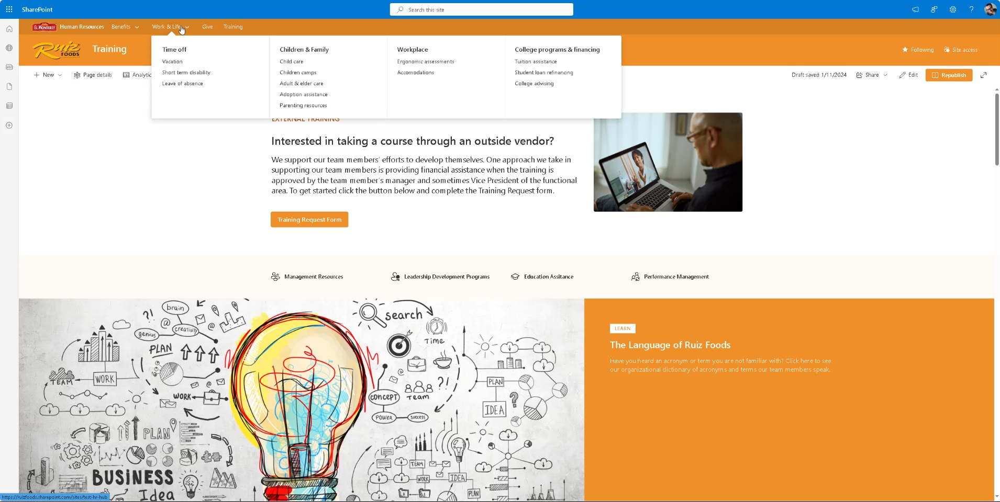 SharePoint
Search this site
EL MONTEREY
Human Resources
Benefits
Work & Life
Give
Training
Ruiz
FOODS
Training
Following
Site access
Time off
Vacation
Short term disability
Leave of absence
Children & Family
Child care
Children camps
Adult & elder care
Adoption assistance
Parenting resources
Workplace
Ergonomic assessments
Accomodations
College programs & financing
Tuition assistance
Student loan refinancing
College advising
New
Page details
Analytic
Draft saved 1/11/2024
Share
Edit
Republish
EXTERNAL TRAINING
Interested in taking a course through an outside vendor?
We support our team members' efforts to develop themselves. One approach we take in
supporting our team members is providing financial assistance when the training is
approved by the team member's manager and sometimes Vice President of the functional
area. To get started click the button below and complete the Training Request form.
Training Request Form
Management Resources
Leadership Development Programs
Education Assitance
Performance Management
brain
?!
@
genius
creativity
@
PLAN
search
Time
TEAM
WORK
WORK
@
@
?!
Team
concept
POWER
SUCCESS
PLAN
IDEA
?
PLAN
BUSINESS
Idea
TEAM
WORK
IDEA
PLAN
LEARN
The Language of Ruiz Foods
Have you heard an acronym or term you are not familiar with? Click here to see
our organizational dictionary of acronyms and terms our team members speak.
https://ruizfoods.sharepoint.com/sites/test-hr-hub